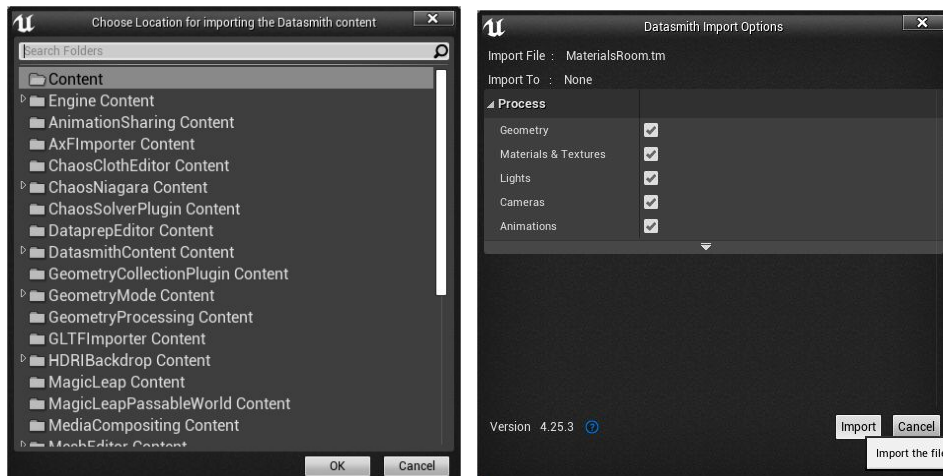 Choose Location for importing the Datasmith content
Search Folders
Content
Engine Content
AnimationSharing Content
AxFImporter Content
ChaosClothEditor Content
ChaosNiagara Content
ChaosSolverPlugin Content
DataprepEditor Content
DatasmithContent Content
GeometryCollectionPlugin Content
GeometryMode Content
GeometryProcessing Content
GLTFImporter Content
HDRIBackdrop Content
MagicLeap Content
MagicLeapPassableWorld Content
MediaCompositing Content
MeshEditor Content
OK Cancel
Datasmith Import Options
Import File : MaterialsRoom.tm
Import To : None
Process
Geometry
Materials & Textures
Lights
Cameras
Animations
Version 4.25.3 ?
Import Cancel
Import the file